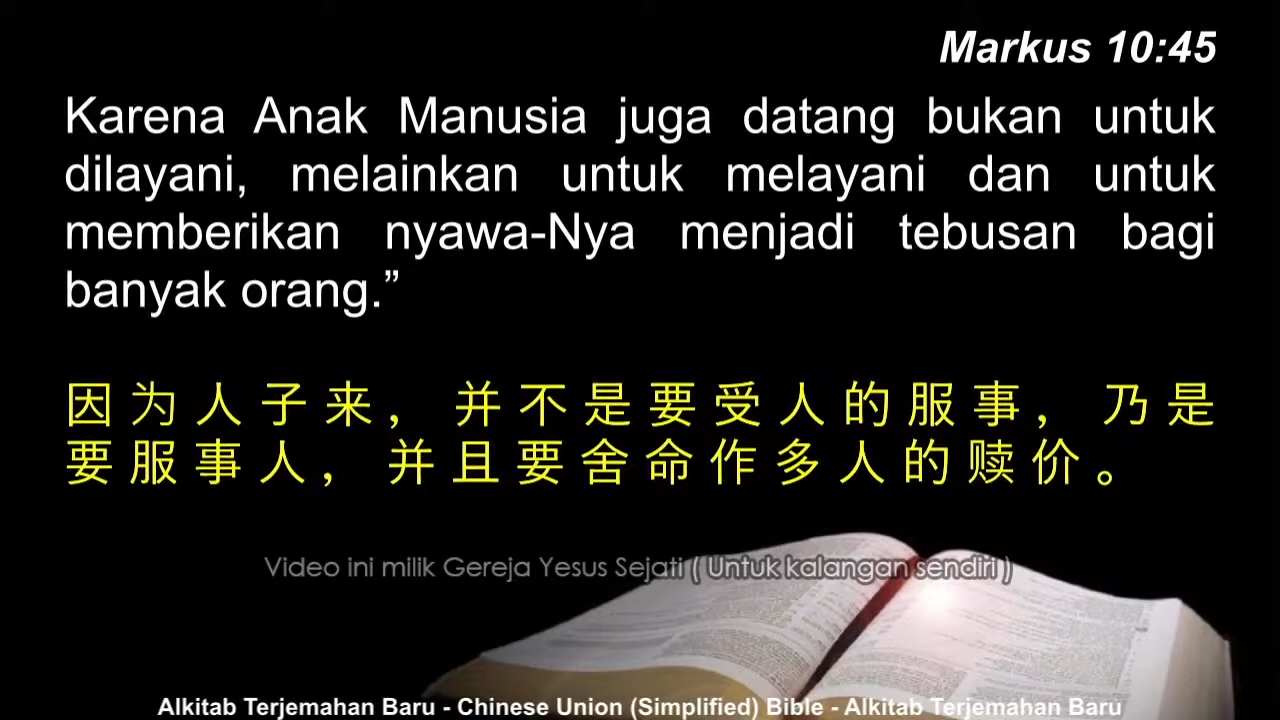 Markus 10:45
Karena Anak Manusia juga datang bukan untuk
dilayani, melainkan untuk melayani dan untuk
memberikan nyawa-Nya menjadi tebusan bagi
banyak orang.”
因为人子来，并不是要受人的服事，乃是
要服事人，并且要舍命作多人的赎价。
Video ini milik Gereja Yesus Sejati ( Untuk kalangan sendiri )
Alkitab Terjemahan Baru - Chinese Union (Simplified) Bible - Alkitab Terjemahan Baru